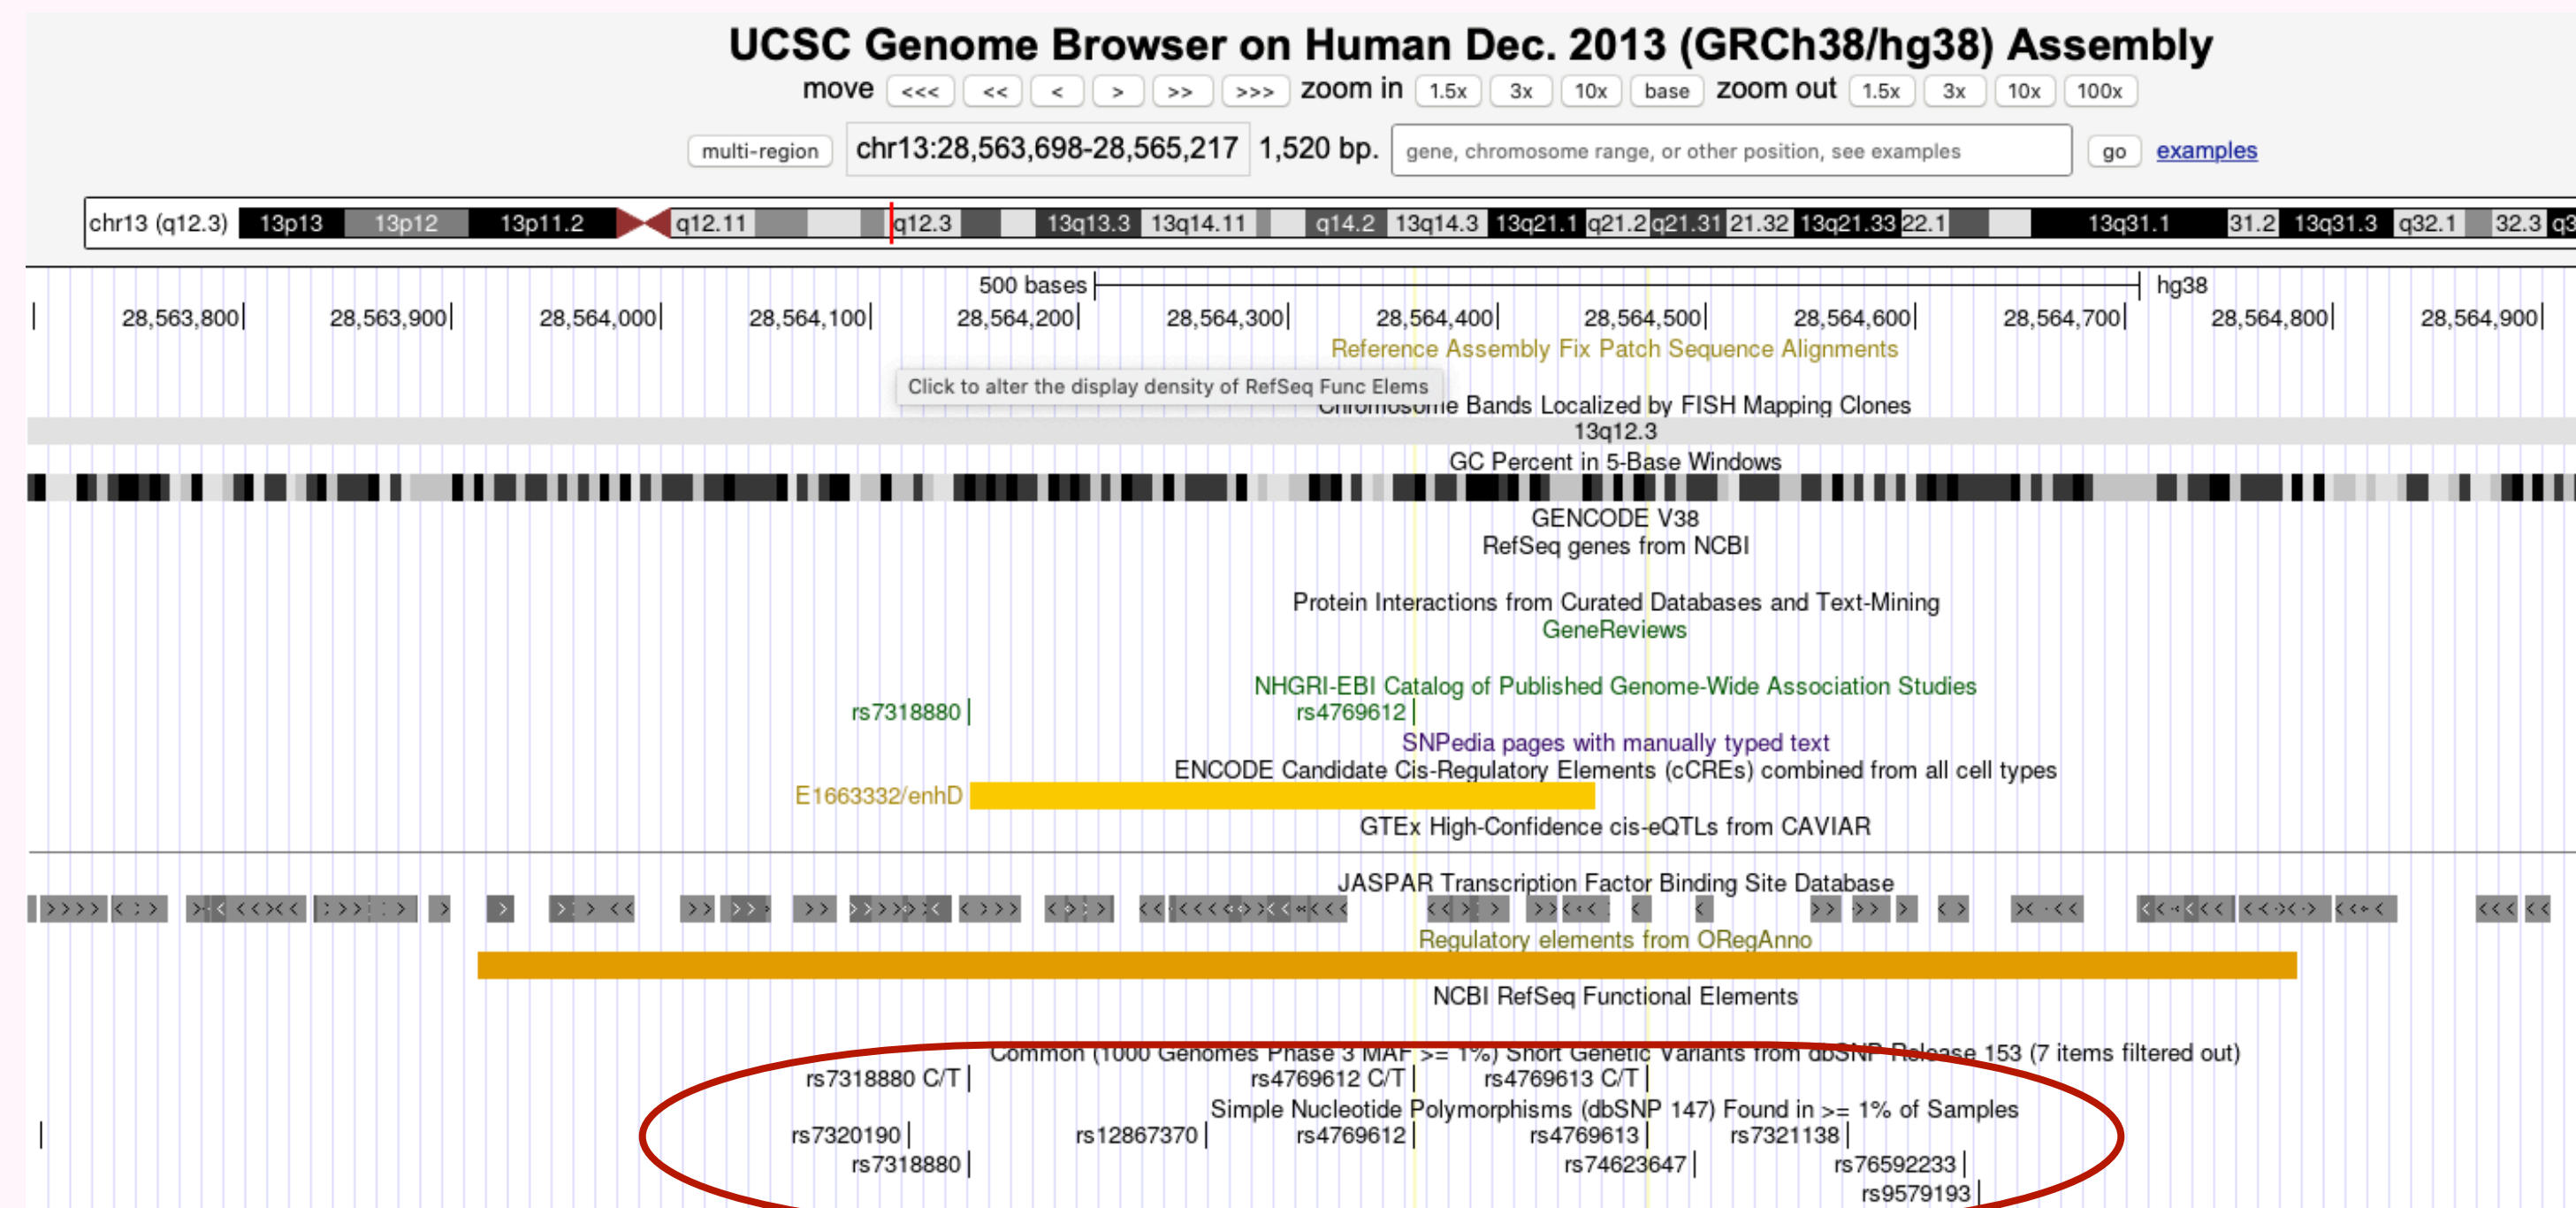 UCSC Genome Browser on Human Dec. 2013 (GRCh38/hg38) Assembly
move <<< << < > >> >>> zoom in 1.5x 3x 10x base zoom out 1.5x 3x 10x 100x
multi-region chr13:28,563,698-28,565,217 1,520 bp. gene, chromosome range, or other position, see examples go examples
chr13 (q12.3) 13p13 13p12 13p11.2 q12.11 q12.3 13q13.3 13q14.11 q14.2 13q14.3 13q21.1 q21.2 q21.31 21.32 13q21.33 22.1 13q31.1 31.2 13q31.3 q32.1 32.3 q3
500 bases hg38
28,563,800 28,563,900 28,564,000 28,564,100 28,564,200 28,564,300 28,564,400 28,564,500 28,564,600 28,564,700 28,564,800 28,564,900
Reference Assembly Fix Patch Sequence Alignments
Click to alter the display density of RefSeq Func Elems
Chromosome Bands Localized by FISH Mapping Clones
13q12.3
GC Percent in 5-Base Windows
GENCODE V38
RefSeq genes from NCBI
Protein Interactions from Curated Databases and Text-Mining
GeneReviews
NHGRI-EBI Catalog of Published Genome-Wide Association Studies
rs7318880 rs4769612
SNPedia pages with manually typed text
ENCODE Candidate Cis-Regulatory Elements (cCREs) combined from all cell types
E1663332/enhD
GTEx High-Confidence cis-eQTLs from CAVIAR
JASPAR Transcription Factor Binding Site Database
Regulatory elements from ORegAnno
NCBI RefSeq Functional Elements
Common (1000 Genomes Phase 3 MAF >= 1%) Short Genetic Variants from dbSNP Release 153 (7 items filtered out)
rs7318880 C/T rs4769612 C/T rs4769613 C/T
Simple Nucleotide Polymorphisms (dbSNP 147) Found in >= 1% of Samples
rs7320190 rs12867370 rs4769612 rs4769613 rs7321138
rs7318880 rs74623647 rs76592233
rs9579193